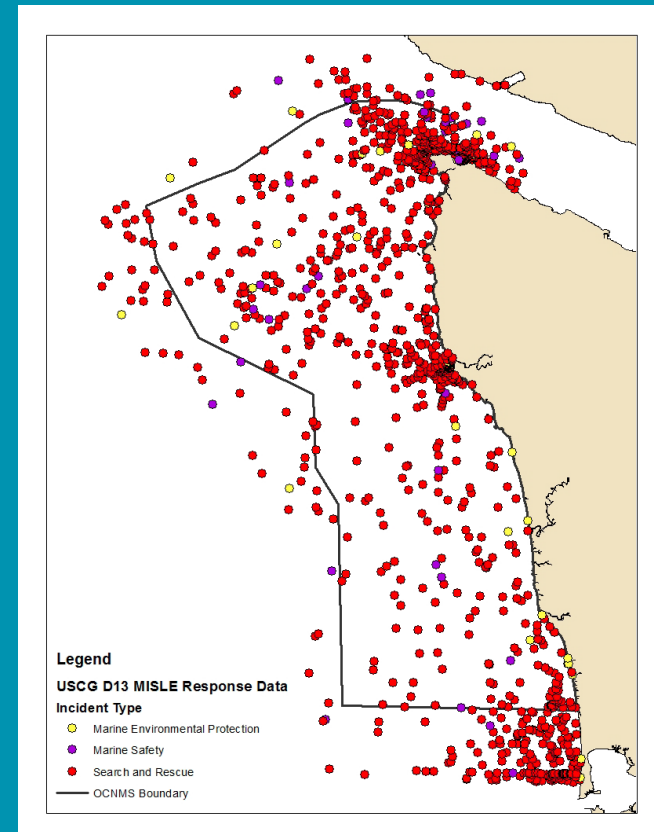 Legend
USCG D13 MISLE Response Data
Incident Type
Marine Environmental Protection
Marine Safety
Search and Rescue
OCNMS Boundary